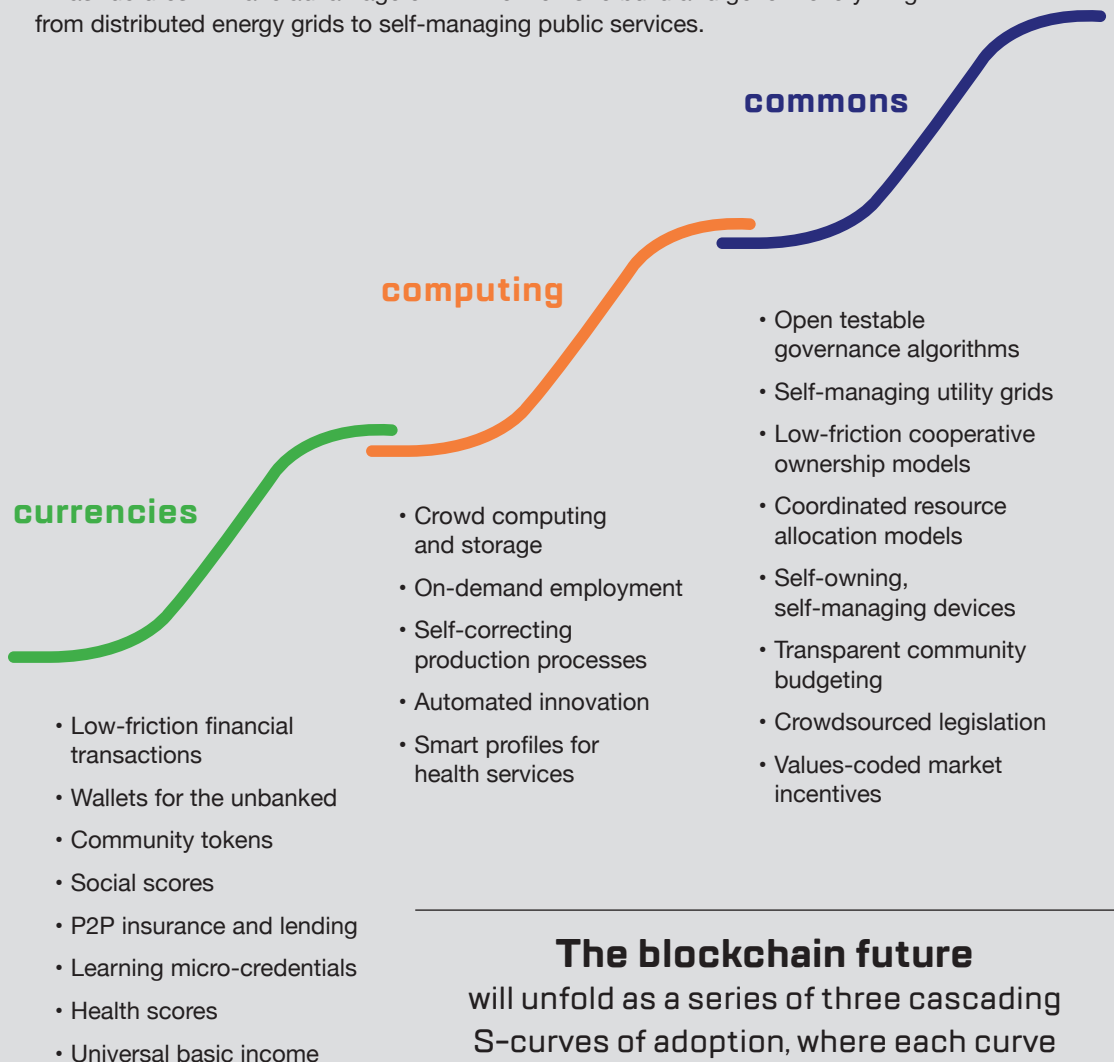 from distributed energy grids to self-managing public services.
commons
computing
currencies
• Open testable
governance algorithms
• Self-managing utility grids
• Low-friction cooperative
ownership models
• Coordinated resource
allocation models
• Self-owning,
self-managing devices
• Transparent community
budgeting
• Crowdsourced legislation
• Values-coded market
incentives
• Crowd computing
and storage
• On-demand employment
• Self-correcting
production processes
• Automated innovation
• Smart profiles for
health services
• Low-friction financial
transactions
• Wallets for the unbanked
• Community tokens
• Social scores
• P2P insurance and lending
• Learning micro-credentials
• Health scores
• Universal basic income
The blockchain future
will unfold as a series of three cascading
S-curves of adoption, where each curve